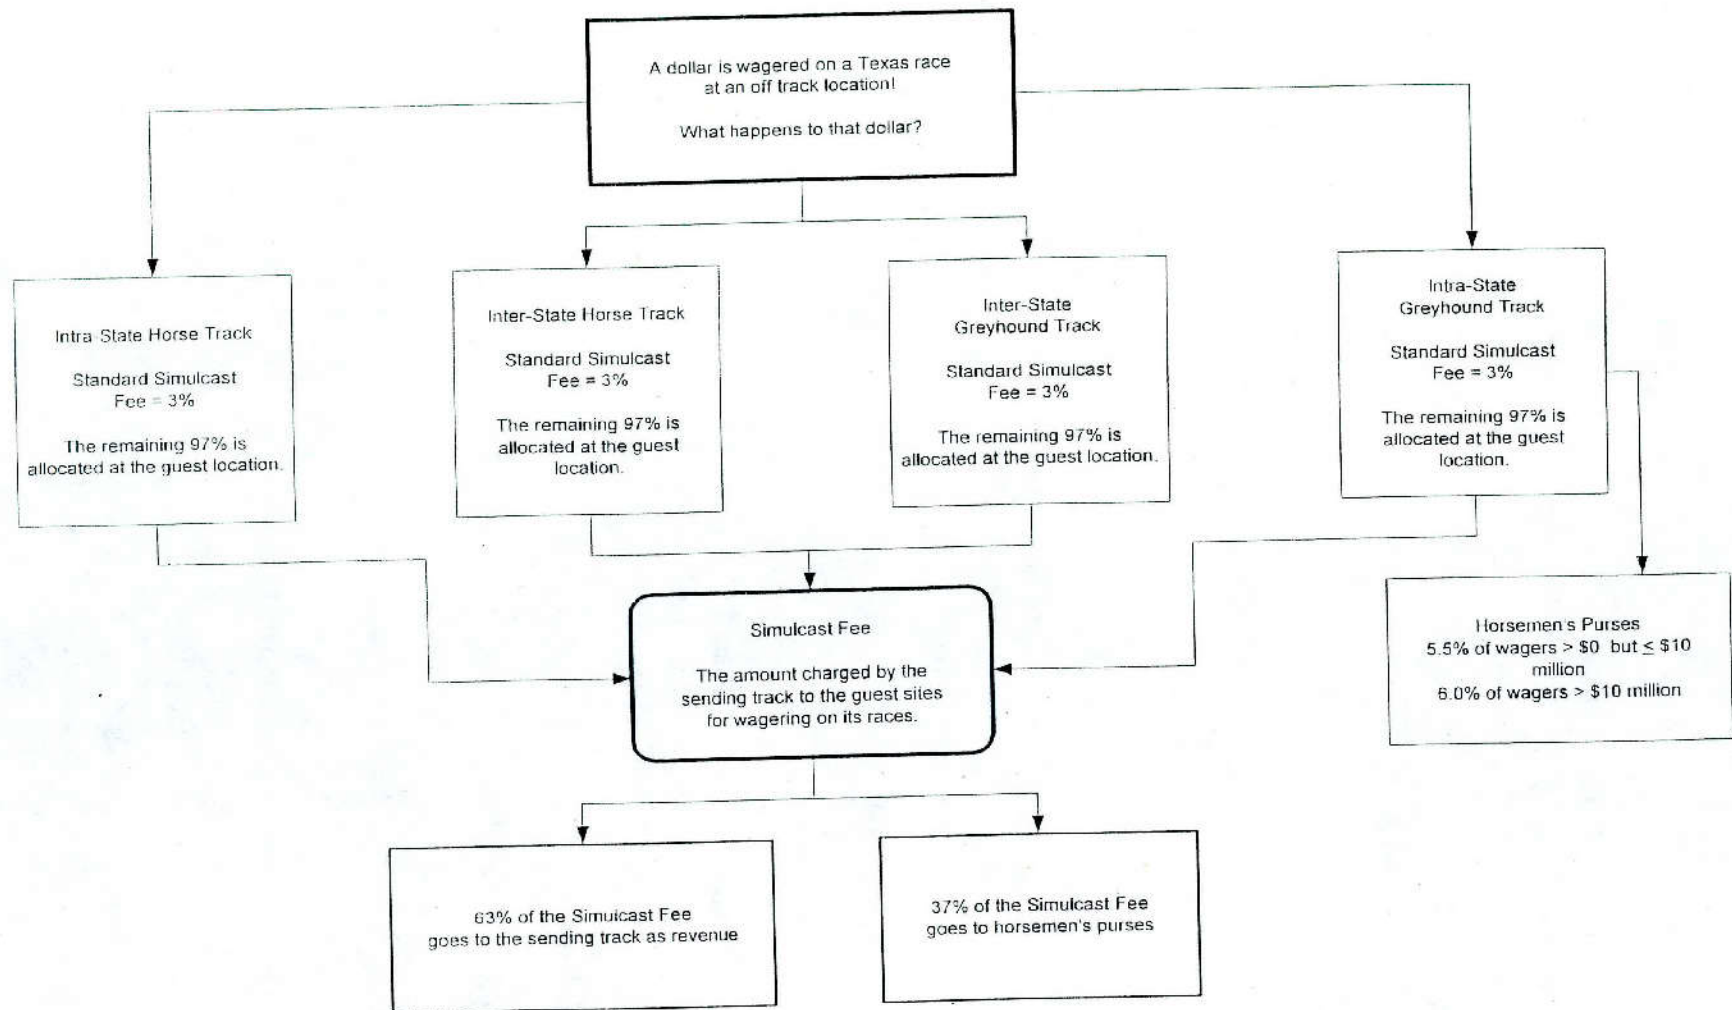 A dollar is wagered on a Texas race
at an off track location!
What happens to that dollar?
Intra-State Horse Track
Standard Simulcast
Fee = 3%
The remaining 97% is
allocated at the guest location.
Inter-State Horse Track
Standard Simulcast
Fee = 3%
The remaining 97% is
allocated at the guest
location.
Inter-State
Greyhound Track
Standard Simulcast
Fee = 3%
The remaining 97% is
allocated at the guest location.
Intra-State
Greyhound Track
Standard Simulcast
Fee = 3%
The remaining 97% is
allocated at the guest
location.
Simulcast Fee
The amount charged by the
sending track to the guest sites
for wagering on its races.
Horsemen's Purses
5.5% of wagers > $0 but ≤ $10
million
6.0% of wagers > $10 million
63% of the Simulcast Fee
goes to the sending track as revenue
37% of the Simulcast Fee
goes to horsemen's purses